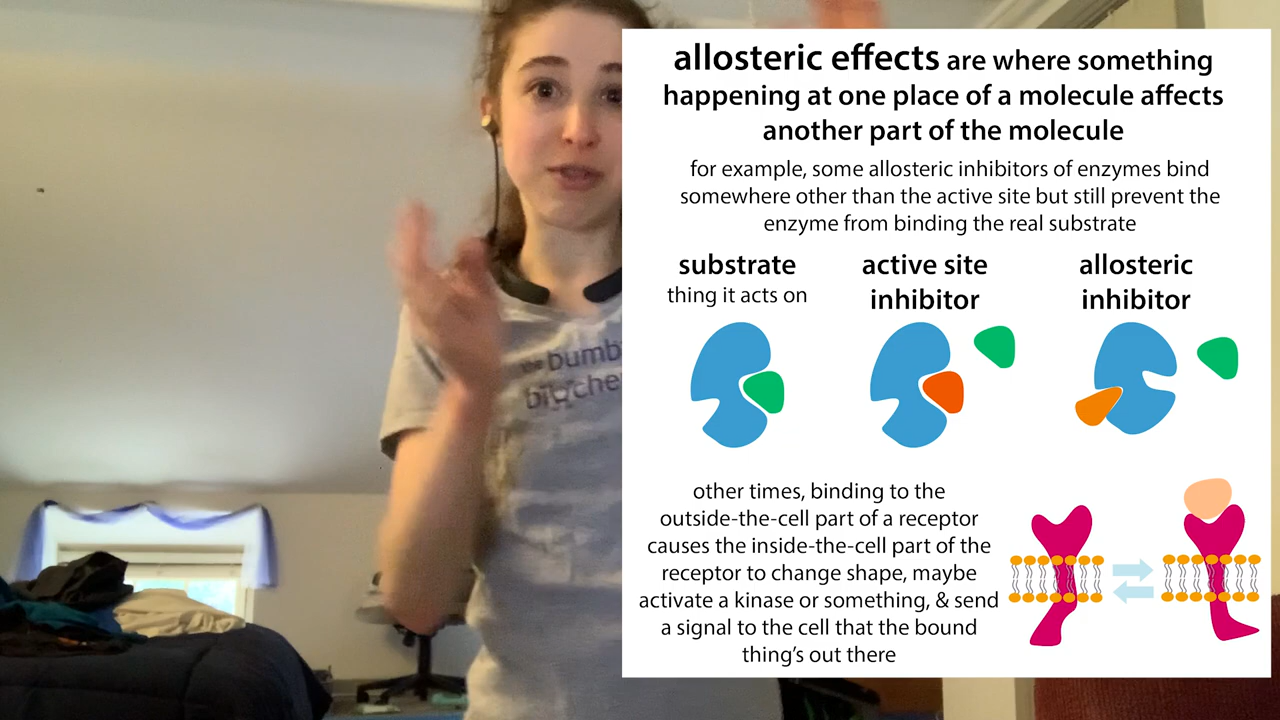 the bumb
biochem
allosteric effects are where something
happening at one place of a molecule affects
another part of the molecule
for example, some allosteric inhibitors of enzymes bind
somewhere other than the active site but still prevent the
enzyme from binding the real substrate
substrate
thing it acts on
active site
inhibitor
allosteric
inhibitor
other times, binding to the
outside-the-cell part of a receptor
causes the inside-the-cell part of the
receptor to change shape, maybe
activate a kinase or something, & send
a signal to the cell that the bound
thing's out there